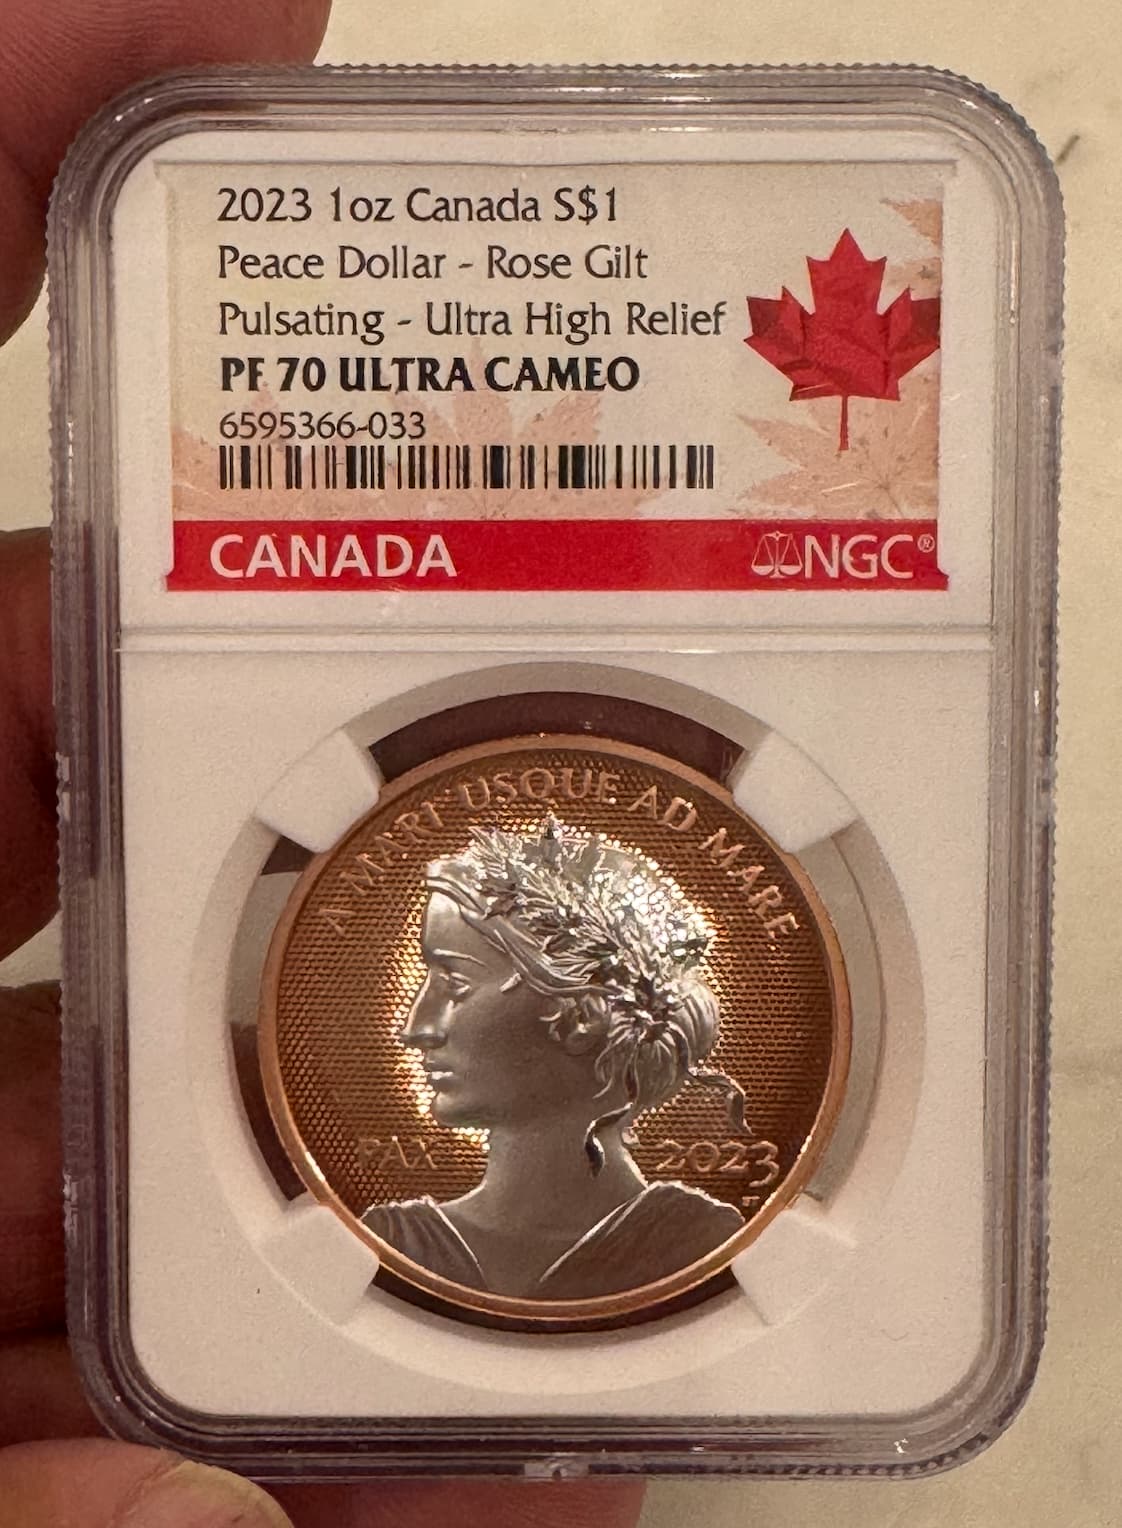 2023 1oz Canada S$1
Peace Dollar - Rose Gilt
Pulsating - Ultra High Relief
PF 70 ULTRA CAMEO
6595366-033
CANADA
NGC®
A MARI USQUE AD MARE
PAX
2023